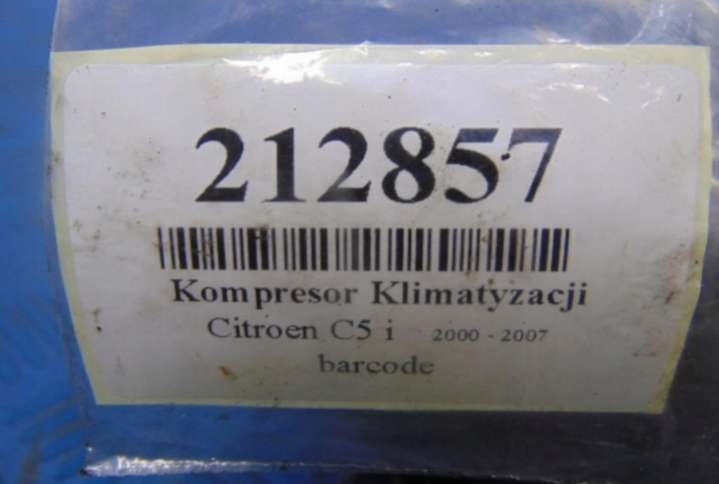 212857
Kompresor Klimatyzacji
Citroen C5 i 2000 - 2007
barcode